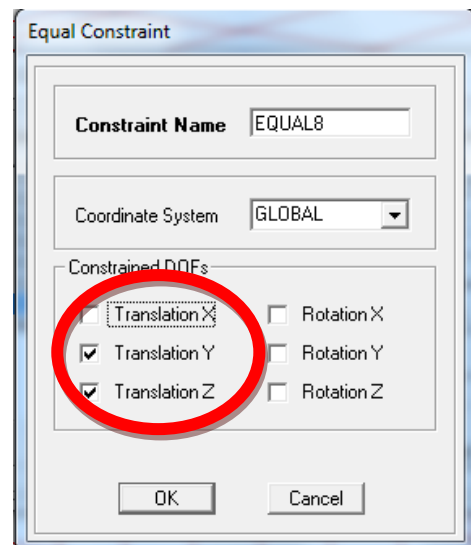 Equal Constraint
Constraint Name EQUAL8
Coordinate System GLOBAL
Constrained DOFs
Translation X Rotation X
Translation Y Rotation Y
Translation Z Rotation Z
OK Cancel